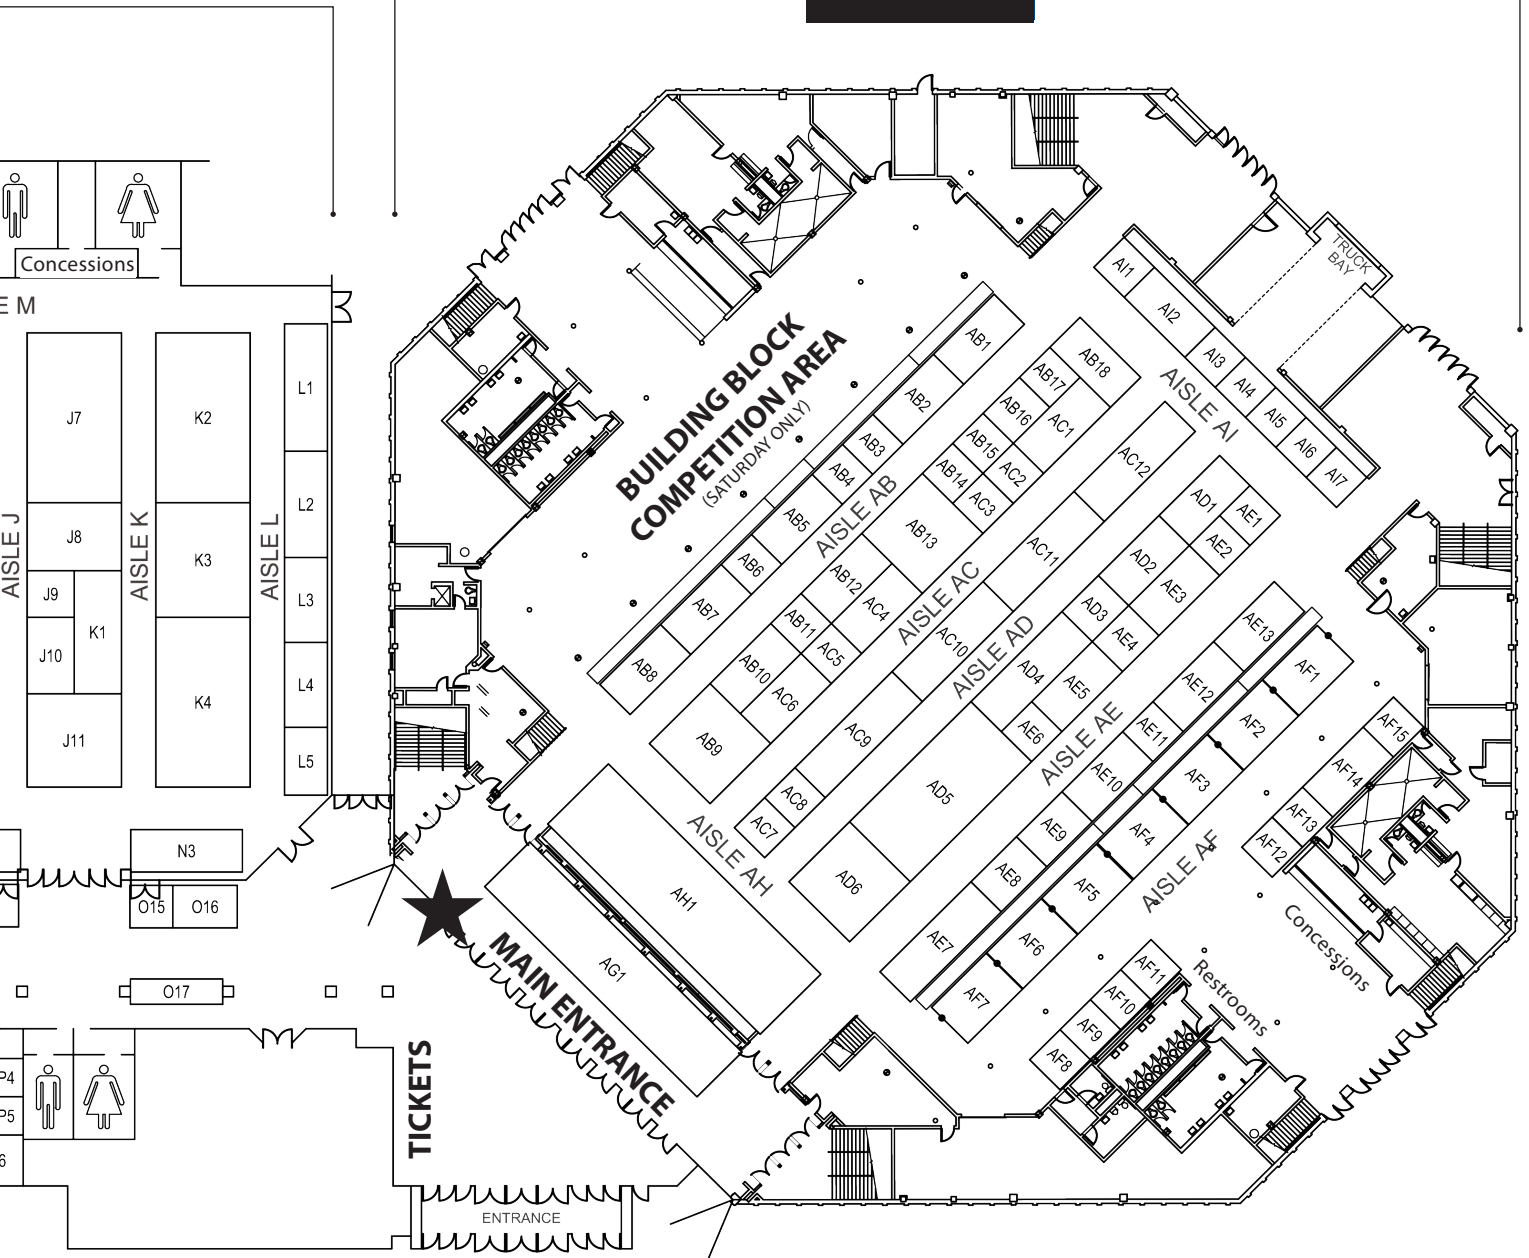 Concessions
E M
J7
J8
J9
J10
J11
AISLE J
K1
AISLE K
K2
K3
K4
AISLE L
L1
L2
L3
L4
L5
N3
O15
O16
O17
P4
P5
6
TICKETS
ENTRANCE
MAIN ENTRANCE
AG1
AH1
AISLE AH
BUILDING BLOCK
COMPETITION AREA
(SATURDAY ONLY)
AB1
AB2
AB3
AB4
AB5
AB6
AB7
AB8
AISLE AB
AB18
AB17
AB16
AB15
AB14
AB13
AB12
AB11
AB10
AB9
AC1
AC2
AC3
AC4
AC5
AC6
AISLE AC
AC12
AC11
AC10
AC9
AC8
AC7
AISLE AD
AD1
AD2
AD3
AD4
AD5
AD6
AE1
AE2
AE3
AE4
AE5
AE6
AISLE AE
AE13
AE12
AE11
AE10
AE9
AE8
AE7
AF1
AF2
AF3
AF4
AF5
AF6
AF7
AISLE AF
AF15
AF14
AF13
AF12
AF11
AF10
AF9
AF8
Concessions
Restrooms
AISLE AI
AI1
AI2
AI3
AI4
AI5
AI6
AI7
TRUCK
BAY